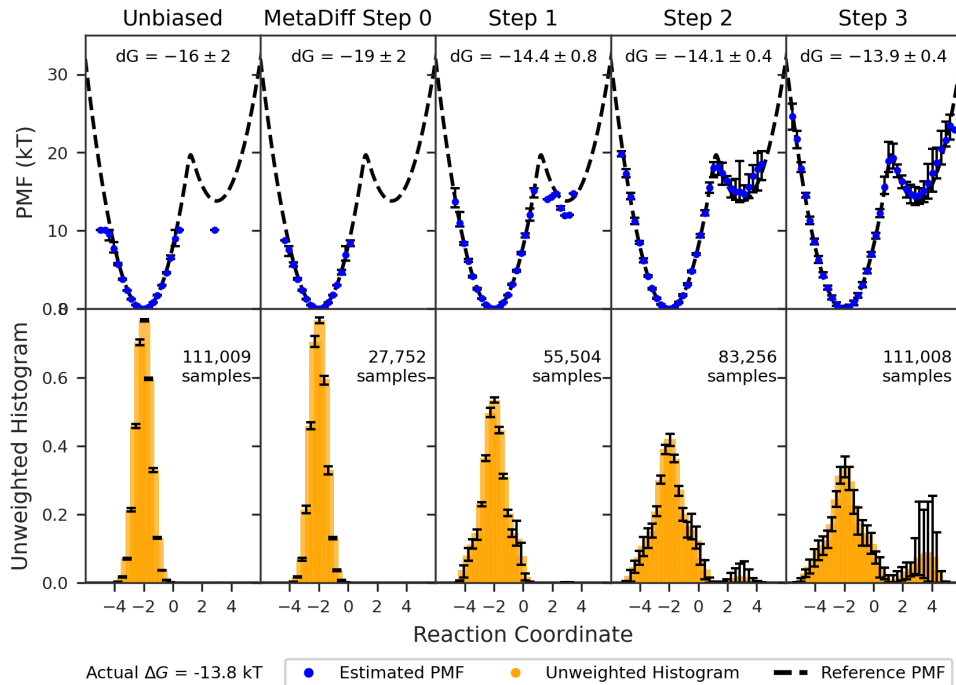 Unbiased MetaDiff Step 0 Step 1 Step 2 Step 3
dG = −16 ± 2 dG = −19 ± 2 dG = −14.4 ± 0.8 dG = −14.1 ± 0.4 dG = −13.9 ± 0.4
30
20
10
0
PMF (kT)
0.8
0.6
0.4
0.2
0.0
Unweighted Histogram
111,009 27,752 55,504 83,256 111,008
samples samples samples samples samples
−4 −2 0 2 4 −4 −2 0 2 4 −4 −2 0 2 4 −4 −2 0 2 4 −4 −2 0 2 4
Reaction Coordinate
Actual ΔG = -13.8 kT Estimated PMF Unweighted Histogram Reference PMF